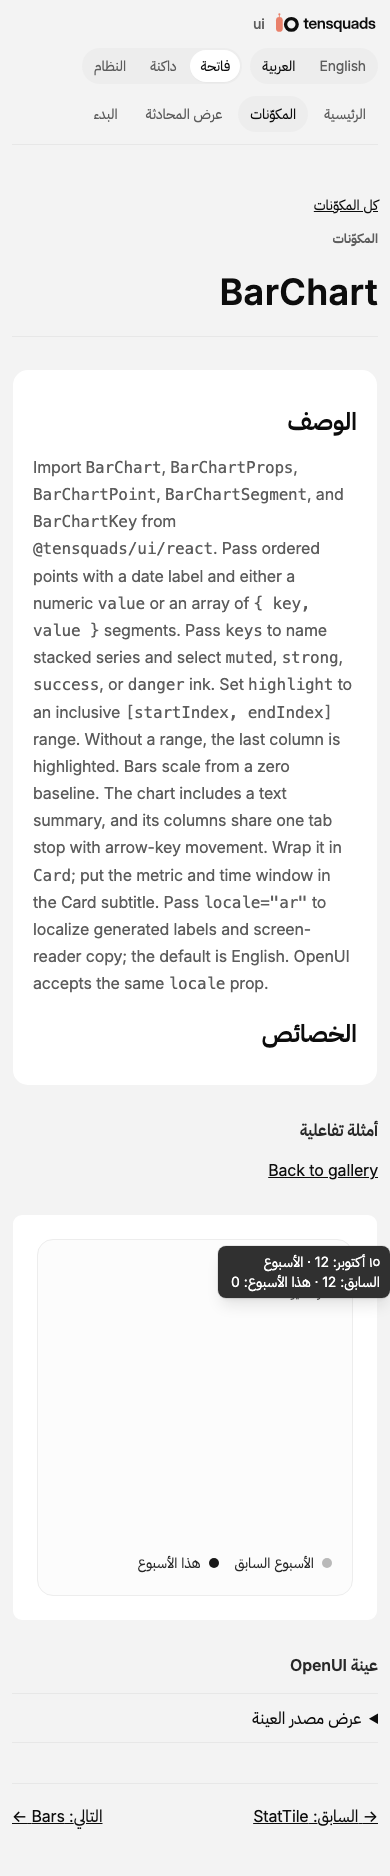 tensquads ui
English العربية فاتحة داكنة النظام
الرئيسية المكوّنات عرض المحادثة البدء
كل المكوّنات
المكوّنات
BarChart
الوصف
Import BarChart, BarChartProps,
BarChartPoint, BarChartSegment, and
BarChartKey from
@tensquads/ui/react. Pass ordered
points with a date label and either a
numeric value or an array of { key,
value } segments. Pass keys to name
stacked series and select muted, strong,
success, or danger ink. Set highlight to
an inclusive [startIndex, endIndex]
range. Without a range, the last column is
highlighted. Bars scale from a zero
baseline. The chart includes a text
summary, and its columns share one tab
stop with arrow-key movement. Wrap it in
Card; put the metric and time window in
the Card subtitle. Pass locale="ar" to
localize generated labels and screen-
reader copy; the default is English. OpenUI
accepts the same locale prop.
الخصائص
أمثلة تفاعلية
Back to gallery
١٥ أكتوبر: 12 · الأسبوع
السابق: 12 · هذا الأسبوع: 0
الأسبوع السابق هذا الأسبوع
عينة OpenUI
◀ عرض مصدر العينة
→ السابق: StatTile
التالي: Bars ←